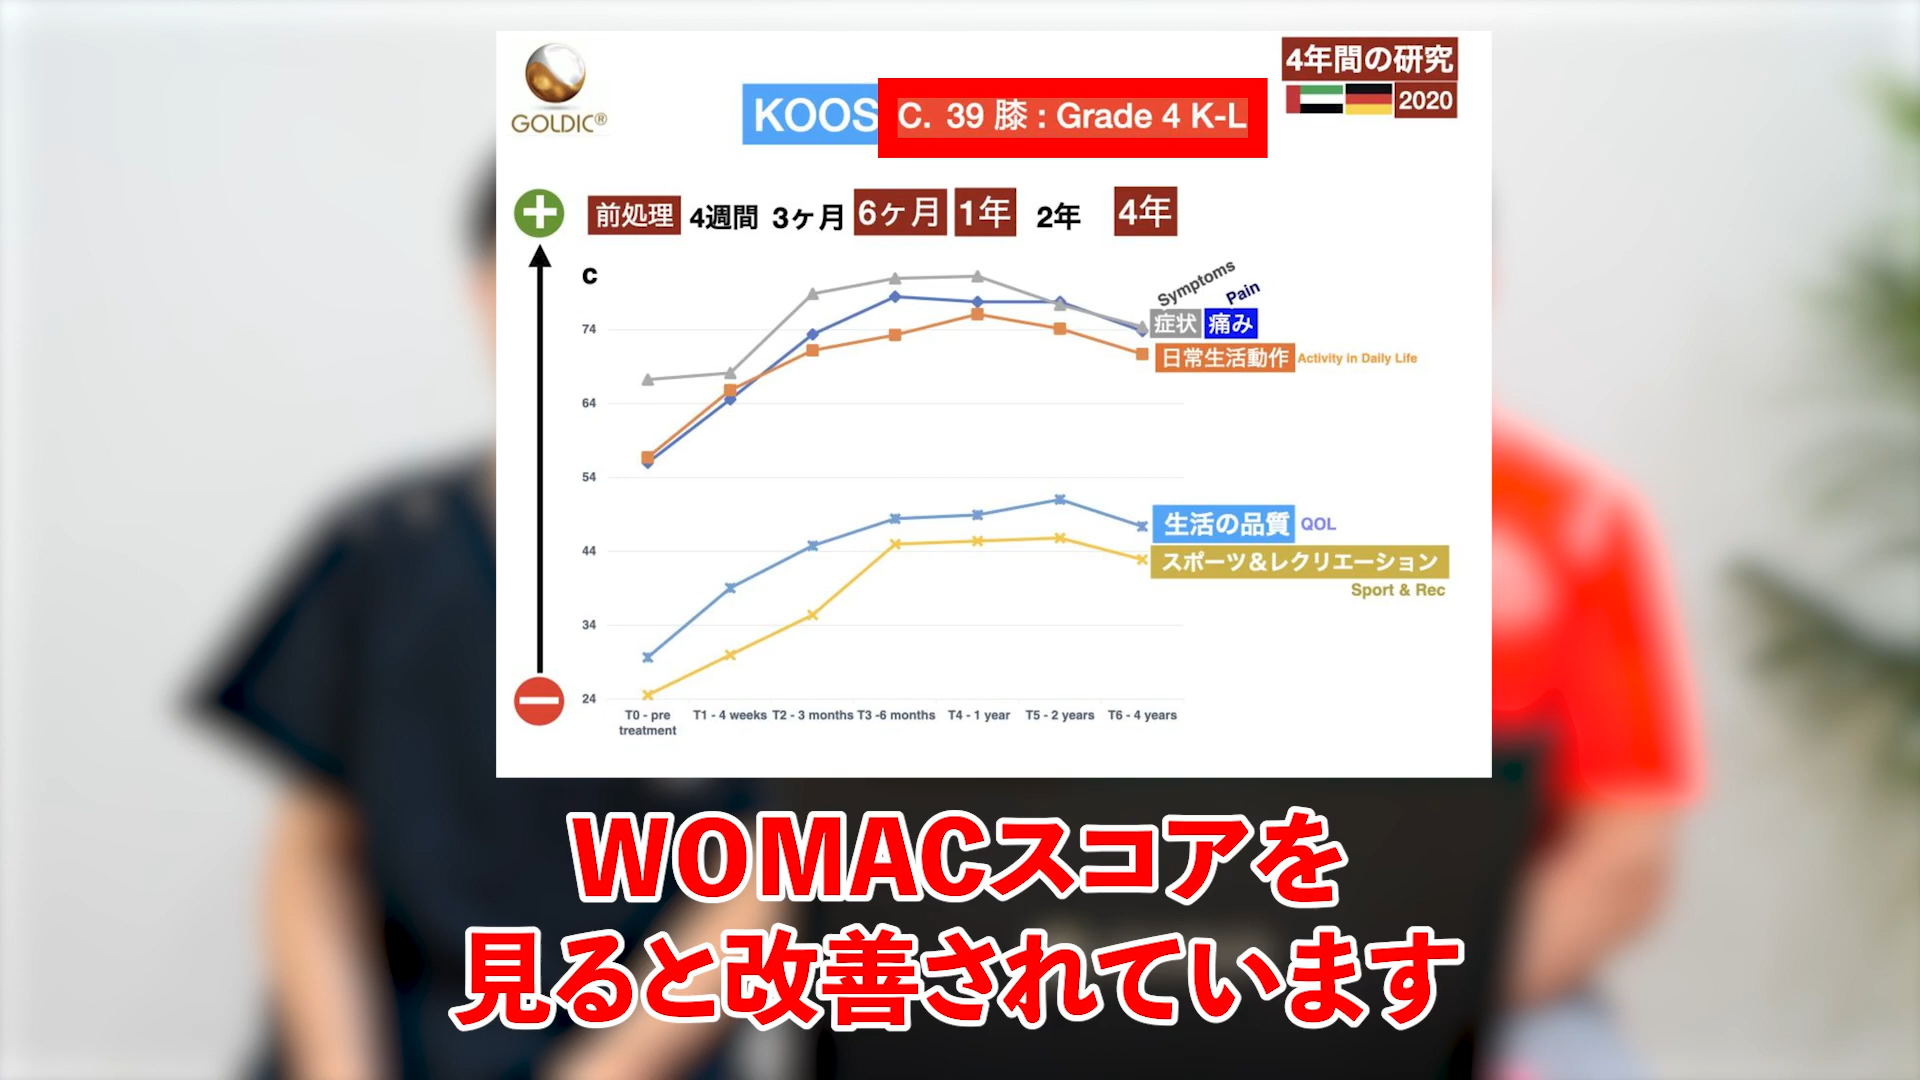 GOLDIC®
KOOS
C. 39 膝 : Grade 4 K-L
4年間の研究
2020
前処理 4週間 3ヶ月 6ヶ月 1年 2年 4年
C
74
64
54
44
34
24
Symptoms
Pain
症状 痛み
日常生活動作 Activity in Daily Life
生活の品質 QOL
スポーツ&レクリエーション
Sport & Rec
T0 - pre treatment
T1 - 4 weeks
T2 - 3 months
T3 -6 months
T4 - 1 year
T5 - 2 years
T6 - 4 years
WOMACスコアを
見ると改善されています